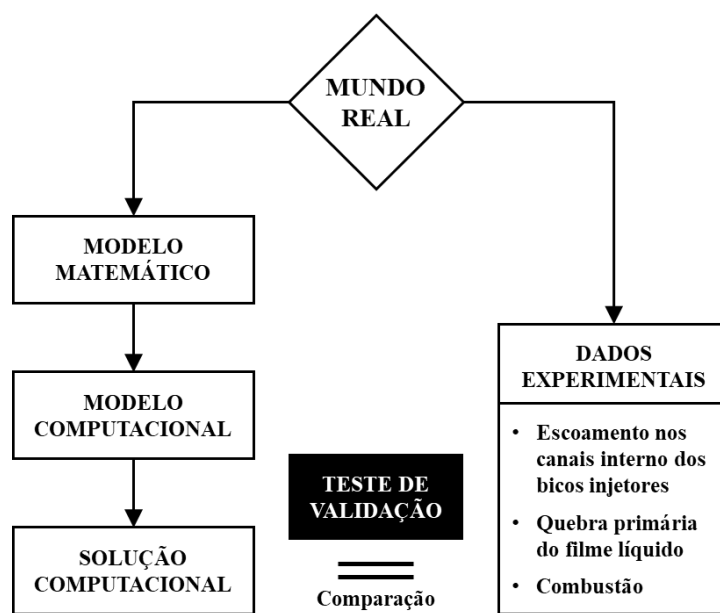 MUNDO
REAL
MODELO
MATEMÁTICO
MODELO
COMPUTACIONAL
SOLUÇÃO
COMPUTACIONAL
TESTE DE
VALIDAÇÃO
Comparação
DADOS
EXPERIMENTAIS
• Escoamento nos
canais interno dos
bicos injetores
• Quebra primária
do filme líquido
• Combustão